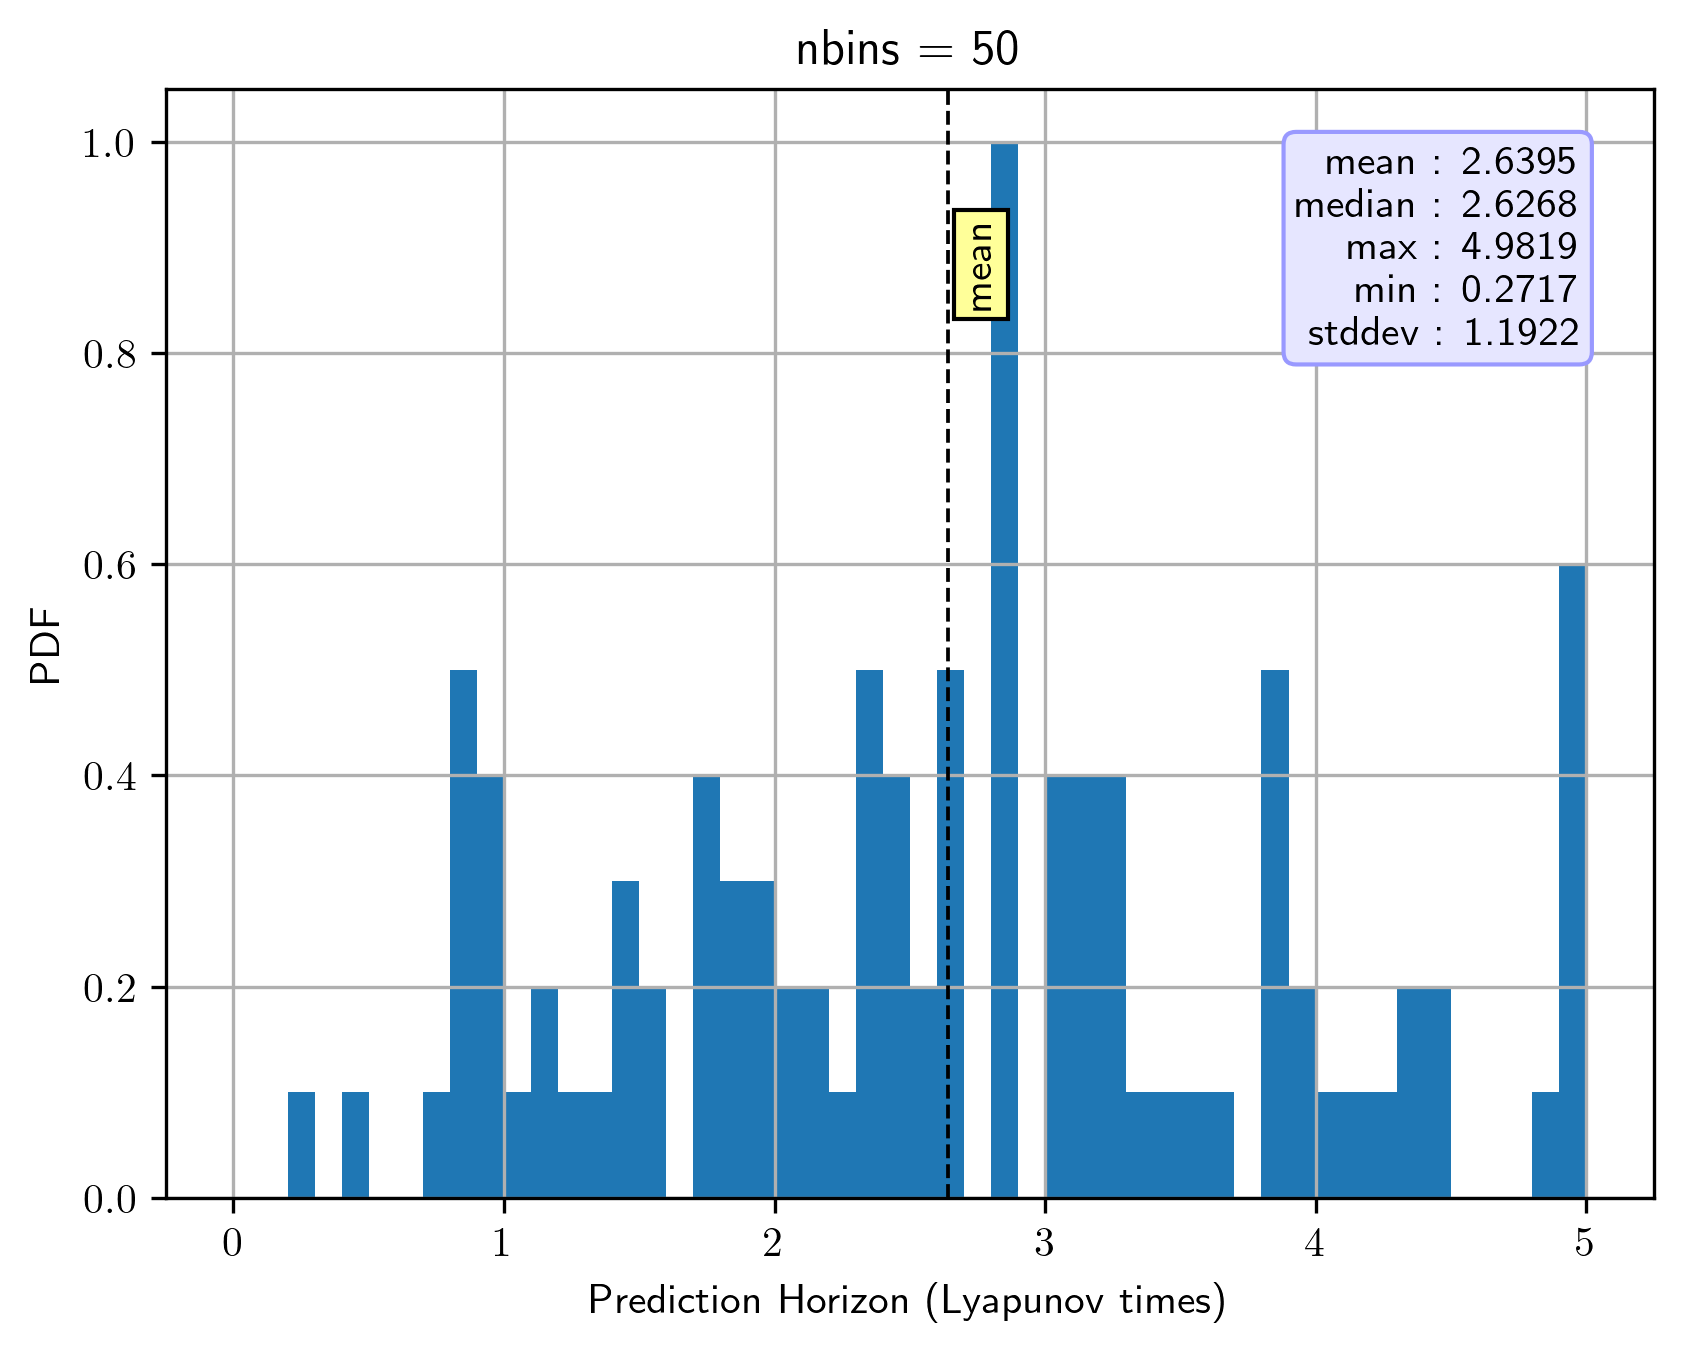 nbins = 50
1.0
0.8
0.6
0.4
0.2
0.0
PDF
mean
mean : 2.6395
median : 2.6268
max : 4.9819
min : 0.2717
stddev : 1.1922
0 1 2 3 4 5
Prediction Horizon (Lyapunov times)